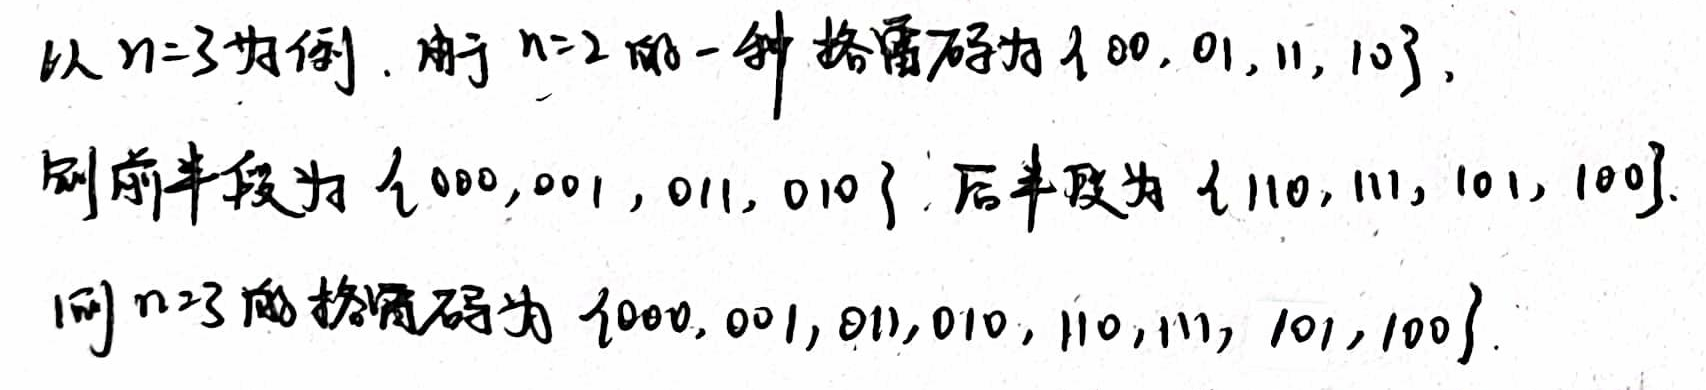 以 n=3 为例. 由于 n=2 的一种格雷码为 {00, 01, 11, 10},
则前半段为 {000, 001, 011, 010}; 后半段为 {110, 111, 101, 100}.
则 n=3 的格雷码为 {000, 001, 011, 010, 110, 111, 101, 100}.